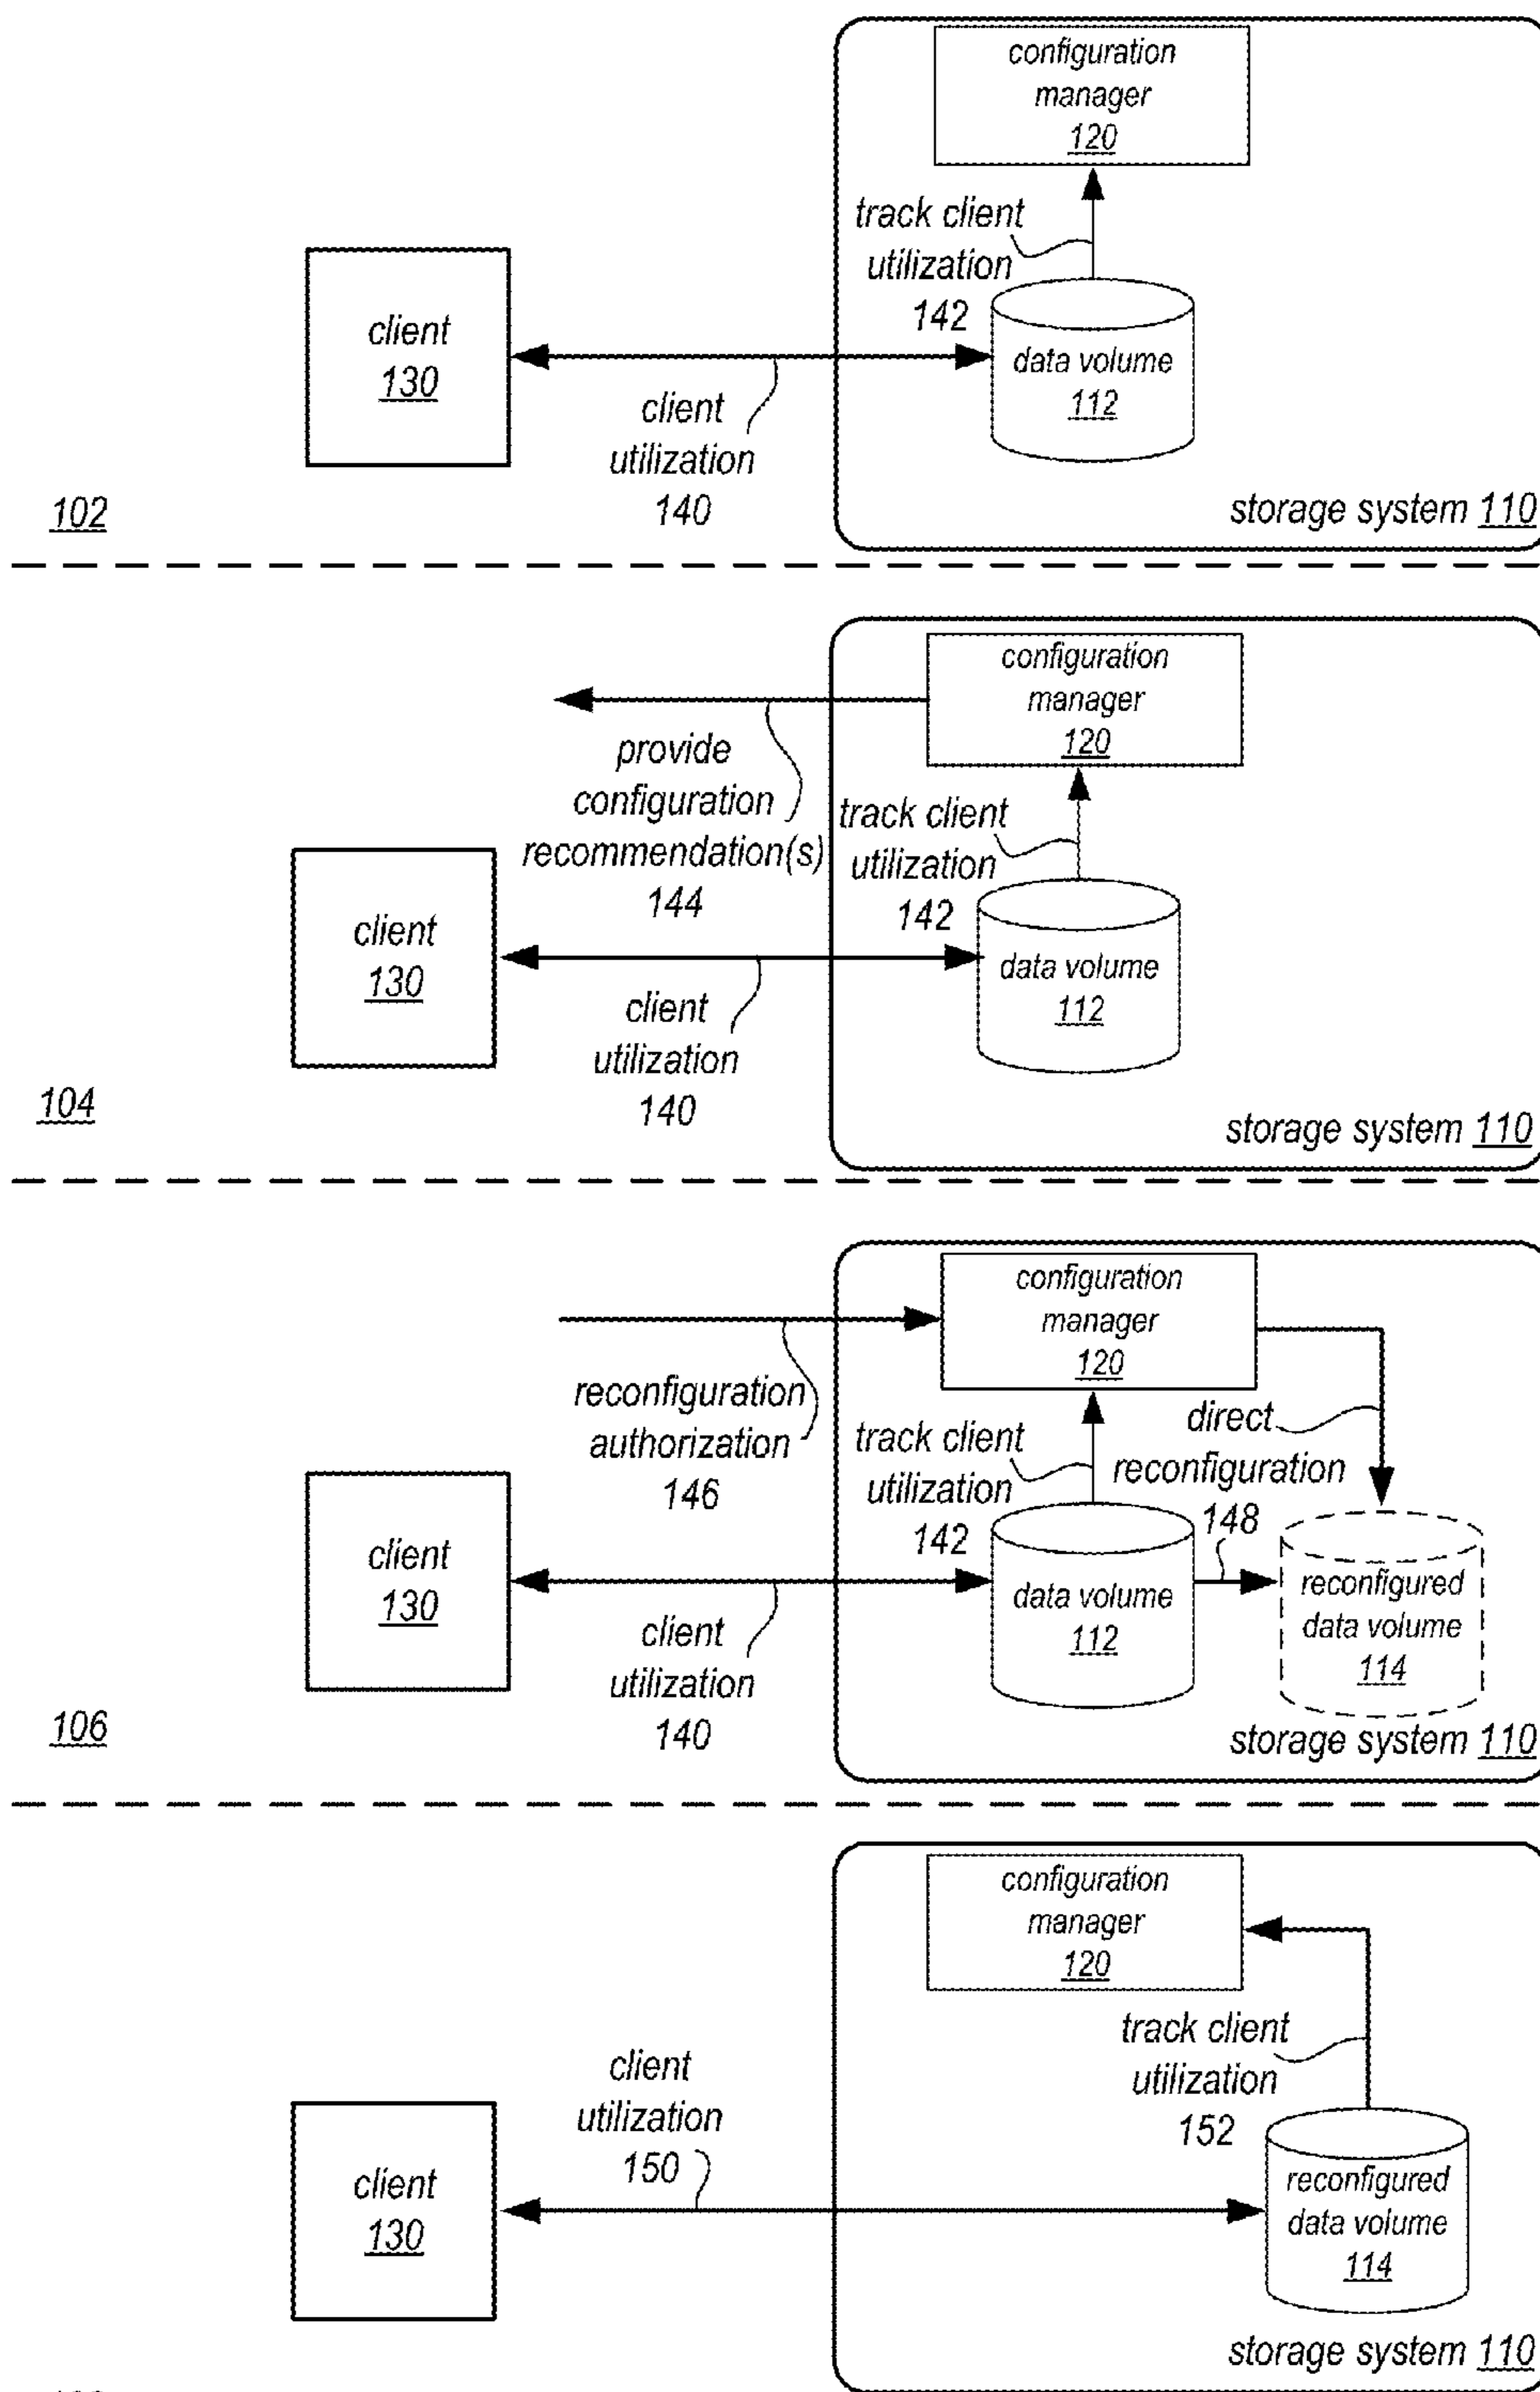 configuration
manager
120
track client
utilization
142
client
130
data volume
112
client
utilization
140
102
storage system 110
configuration
manager
120
provide
configuration
recommendation(s)
144
track client
utilization
142
client
130
data volume
112
client
utilization
140
104
storage system 110
configuration
manager
120
reconfiguration
authorization
146
direct
reconfiguration
148
track client
utilization
142
client
130
data volume
112
reconfigured
data volume
114
client
utilization
140
106
storage system 110
configuration
manager
120
track client
utilization
152
client
utilization
150
client
130
reconfigured
data volume
114
storage system 110